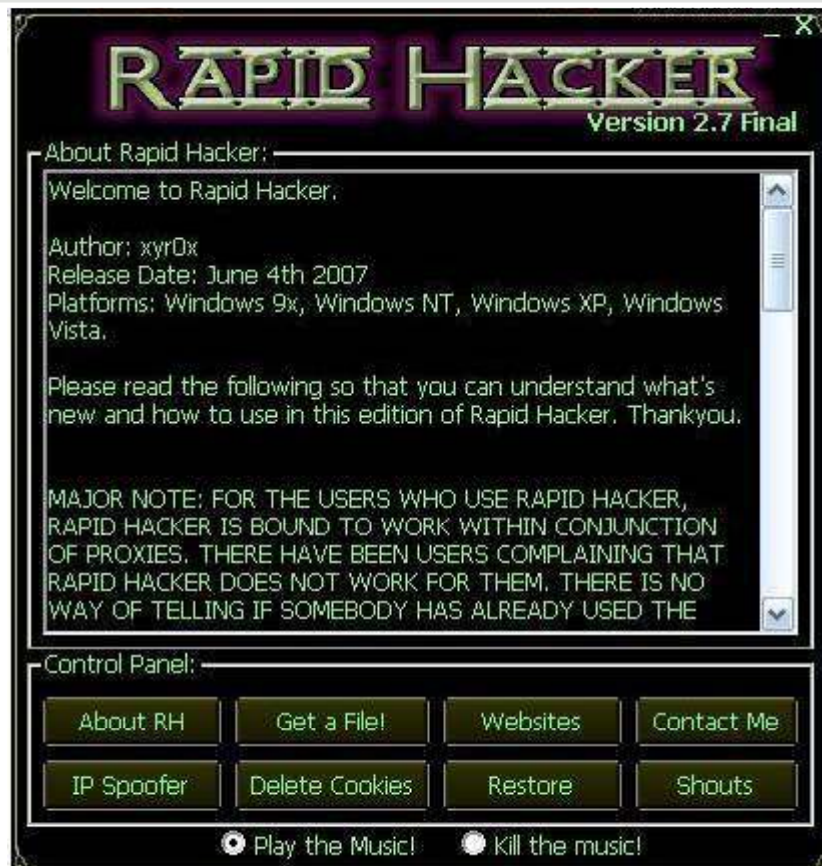 _ X
RAPID HACKER
Version 2.7 Final
About Rapid Hacker:
Welcome to Rapid Hacker.
Author: xyr0x
Release Date: June 4th 2007
Platforms: Windows 9x, Windows NT, Windows XP, Windows
Vista.
Please read the following so that you can understand what's
new and how to use in this edition of Rapid Hacker. Thankyou.
MAJOR NOTE: FOR THE USERS WHO USE RAPID HACKER,
RAPID HACKER IS BOUND TO WORK WITHIN CONJUNCTION
OF PROXIES. THERE HAVE BEEN USERS COMPLAINING THAT
RAPID HACKER DOES NOT WORK FOR THEM. THERE IS NO
WAY OF TELLING IF SOMEBODY HAS ALREADY USED THE
Control Panel:
About RH Get a File! Websites Contact Me
IP Spoofer Delete Cookies Restore Shouts
Play the Music! Kill the music!